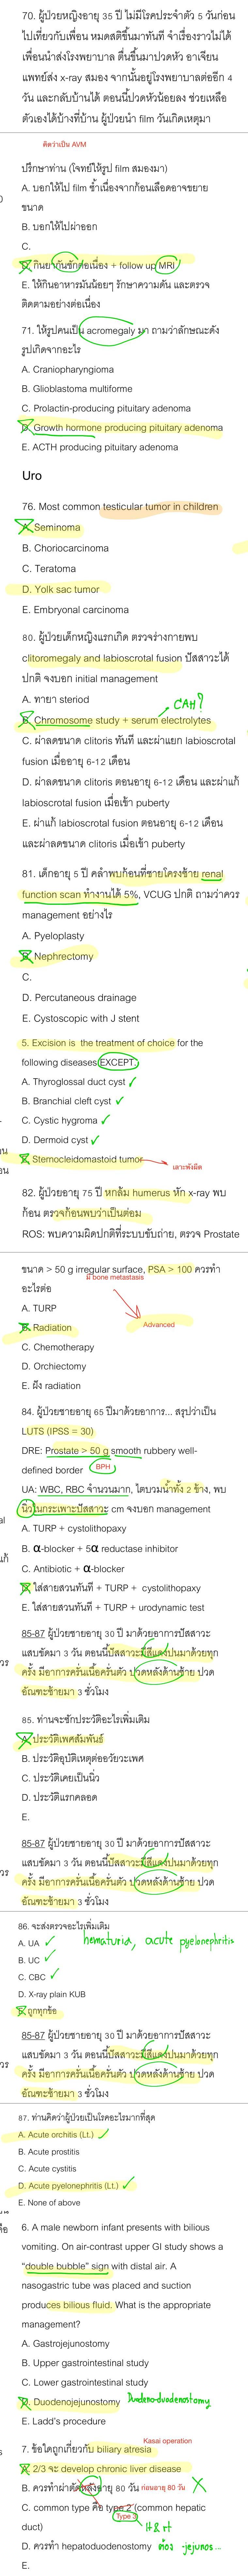 70. ผู้ป่วยหญิงอายุ 35 ปี ไม่มีโรคประจำตัว 5 วันก่อน
ไปเที่ยวกับเพื่อน หมดสติขึ้นมาทันที จำเรื่องราวไม่ได้
เพื่อนนำส่งโรงพยาบาล ตื่นขึ้นมาปวดหัว อาเจียน
แพทย์ส่ง x-ray สมอง จากนั้นอยู่โรงพยาบาลต่ออีก 4
วัน และกลับบ้านได้ ตอนนี้ปวดหัวน้อยลง ช่วยเหลือ
ตัวเองได้ที่บ้าน ผู้ป่วยนำ film วันเกิดเหตุมา
คิดว่าเป็น AVM
ปรึกษาท่าน (โจทย์ให้รูป film สมองมา)
A. บอกให้ไป film ซ้ำเนื่องจากก้อนเลือดอาจขยาย
ขนาด
B. บอกให้ไปผ่าออก
C.
D. กินยากันชักต่อเนื่อง + follow up MRI
E. ให้กินอาหารมันน้อยๆ รักษาความดัน และตรวจ
ติดตามอย่างต่อเนื่อง
71. ให้รูปคนเป็น acromegaly มา ถามว่าลักษณะดัง
รูปเกิดจากอะไร
A. Craniopharyngioma
B. Glioblastoma multiforme
C. Prolactin-producing pituitary adenoma
D. Growth homone producing pituitary adenoma
E. ACTH producing pituitary adenoma
Uro
76. Most common testicular tumor in children
A. Seminoma
B. Choriocarcinoma
C. Teratoma
D. Yolk sac tumor
E. Embryonal carcinoma
80. ผู้ป่วยเด็กหญิงแรกเกิด ตรวจร่างกายพบ
clitoromegaly and labioscrotal fusion ปัสสาวะได้
ปกติ จงบอก initial management
CAH?
A. ทายา steriod
B. Chromosome study + serum electrolytes
C. ผ่าลดขนาด clitoris ทันที และผ่าแยก labioscrotal
fusion เมื่ออายุ 6-12 เดือน
D. ผ่าลดขนาด clitoris ตอนอายุ 6-12 เดือน และผ่าแก้
labioscrotal fusion เมื่อเข้า puberty
E. ผ่าแก้ labioscrotal fusion ตอนอายุ 6-12 เดือน
และผ่าลดขนาด clitoris เมื่อเข้า puberty
81. เด็กอายุ 5 ปี คลำพบก้อนที่ชายโครงซ้าย renal
function scan ทำงานได้ 5%, VCUG ปกติ ถามว่าควร
management อย่างไร
A. Pyeloplasty
B. Nephrectomy
C.
D. Percutaneous drainage
E. Cystoscopic with J stent
5. Excision is the treatment of choice for the
following diseases EXCEPT
A. Thyroglossal duct cyst ✓
B. Branchial cleft cyst ✓
C. Cystic hygroma ✓
D. Dermoid cyst ✓
E. Sternocleidomastoid tumor
เลาะพังผืด
82. ผู้ป่วยอายุ 75 ปี หกล้ม humerus หัก x-ray พบ
ก้อน ตรวจก้อนพบว่าเป็นต่อม
ROS: พบความผิดปกติที่ระบบขับถ่าย, ตรวจ Prostate
ขนาด > 50 g irregular surface, PSA > 100 ควรทำ
อะไรต่อ
มี bone metastasis
A. TURP
B. Radiation
Advanced
C. Chemotherapy
D. Orchiectomy
E. ฝัง radiation
84. ผู้ป่วยชายอายุ 65 ปีมาด้วยอาการ... สรุปว่าเป็น
LUTS (IPSS = 30)
DRE: Prostate > 50 g smooth rubbery well-
defined border BPH
UA: WBC, RBC จำนวนมาก, ไตบวมน้ำทั้ง 2 ข้าง, พบ
นิ่วในกระเพาะปัสสาวะ cm จงบอก management
A. TURP + cystolithopaxy
B. α-blocker + 5α reductase inhibitor
C. Antibiotic + α-blocker
D. ใส่สายสวนทันที + TURP + cystolithopaxy
E. ใส่สายสวนทันที + TURP + urodynamic test
85-87 ผู้ป่วยชายอายุ 30 ปี มาด้วยอาการปัสสาวะ
แสบขัดมา 3 วัน ตอนนี้ปัสสาวะมีสีแดงปนมาด้วยทุก
ครั้ง มีอาการครั่นเนื้อครั่นตัว ปวดหลังด้านซ้าย ปวด
อัณฑะซ้ายมา 3 ชั่วโมง
85. ท่านจะซักประวัติอะไรเพิ่มเติม
A. ประวัติเพศสัมพันธ์
B. ประวัติอุบัติเหตุต่ออวัยวะเพศ
C. ประวัติเคยเป็นนิ่ว
D. ประวัติแรกคลอด
E.
85-87 ผู้ป่วยชายอายุ 30 ปี มาด้วยอาการปัสสาวะ
แสบขัดมา 3 วัน ตอนนี้ปัสสาวะมีสีแดงปนมาด้วยทุก
ครั้ง มีอาการครั่นเนื้อครั่นตัว ปวดหลังด้านซ้าย ปวด
อัณฑะซ้ายมา 3 ชั่วโมง
86. จะส่งตรวจอะไรเพิ่มเติม
A. UA ✓
hematuria, acute pyelonephritis
B. UC ✓
C. CBC ✓
D. X-ray plain KUB
E. ถูกทุกข้อ
85-87 ผู้ป่วยชายอายุ 30 ปี มาด้วยอาการปัสสาวะ
แสบขัดมา 3 วัน ตอนนี้ปัสสาวะมีสีแดงปนมาด้วยทุก
ครั้ง มีอาการครั่นเนื้อครั่นตัว ปวดหลังด้านซ้าย ปวด
อัณฑะซ้ายมา 3 ชั่วโมง
87. ท่านคิดว่าผู้ป่วยเป็นโรคอะไรมากที่สุด
A. Acute orchitis (Lt.) ✓
B. Acute prostitis
C. Acute cystitis
D. Acute pyelonephritis (Lt.) ✓
E. None of above
6. A male newborn infant presents with bilious
vomiting. On air-contrast upper GI study shows a
"double bubble" sign with distal air. A
nasogastric tube was placed and suction
produces bilious fluid. What is the appropriate
management?
A. Gastrojejunostomy
B. Upper gastrointestinal study
C. Lower gastrointestinal study
D. Duodenojejunostomy Duodeno-duodenostomy
E. Ladd's procedure
Kasai operation
7. ข้อใดถูกเกี่ยวกับ biliary atresia
A. 2/3 จะ develop chronic liver disease
B. ควรทำผ่าตัดหลังอายุ 80 วัน ก่อนอายุ 80 วัน X
C. common type คือ type 2 (common hepatic
duct) Type 3
D. ควรทำ hepatoduodenostomy ต้อง -jejunos...
E.